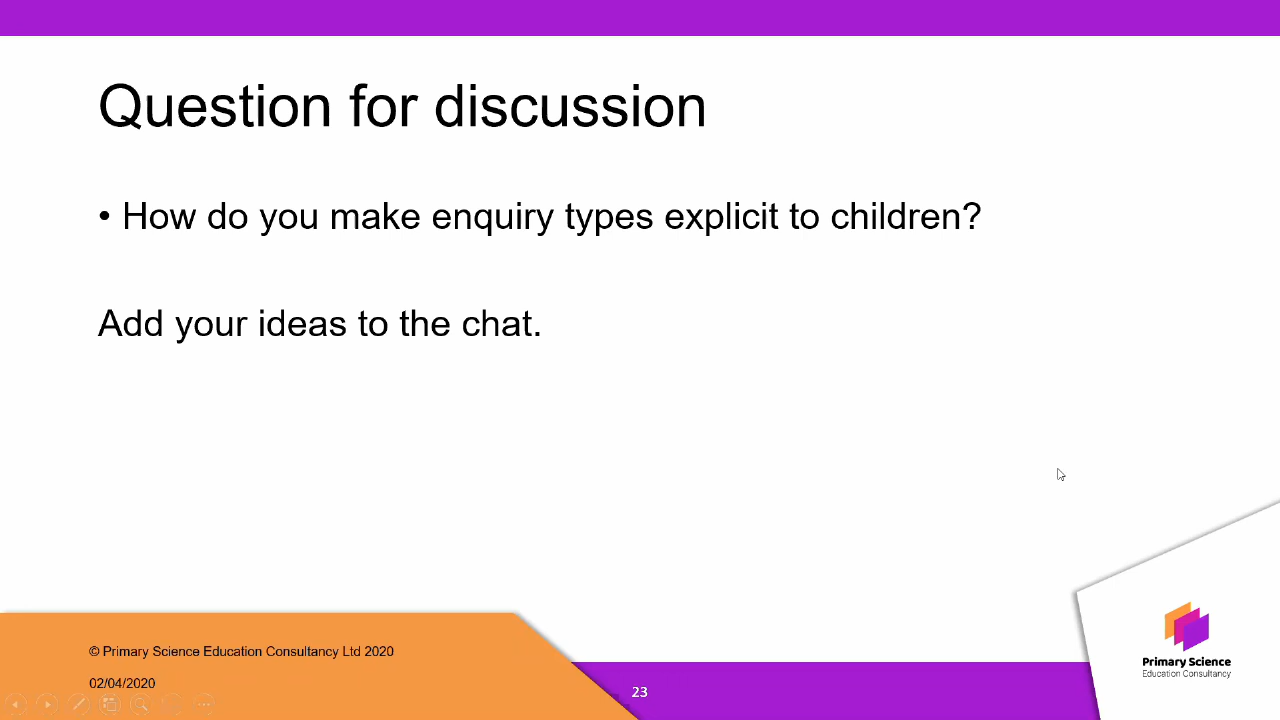 Question for discussion
• How do you make enquiry types explicit to children?
Add your ideas to the chat.
© Primary Science Education Consultancy Ltd 2020
02/04/2020
23
Primary Science
Education Consultancy